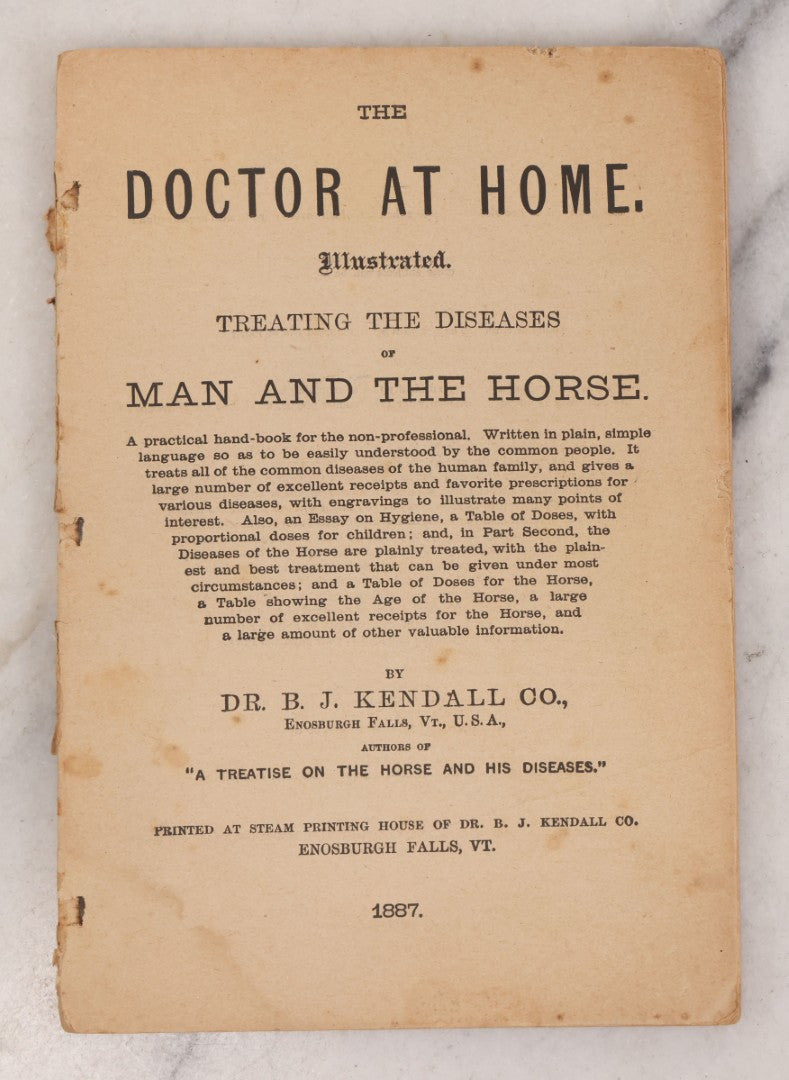 THE
DOCTOR AT HOME.
Illustrated.
TREATING THE DISEASES
OF
MAN AND THE HORSE.
A practical hand-book for the non-professional. Written in plain, simple
language so as to be easily understood by the common people. It
treats all of the common diseases of the human family, and gives a
large number of excellent receipts and favorite prescriptions for
various diseases, with engravings to illustrate many points of
interest. Also, an Essay on Hygiene, a Table of Doses, with
proportional doses for children; and, in Part Second, the
Diseases of the Horse are plainly treated, with the plain-
est and best treatment that can be given under most
circumstances; and a Table of Doses for the Horse,
a Table showing the Age of the Horse, a large
number of excellent receipts for the Horse, and
a large amount of other valuable information.
BY
DR. B. J. KENDALL CO.,
ENOSBURGH FALLS, VT., U. S. A.,
AUTHORS OF
"A TREATISE ON THE HORSE AND HIS DISEASES."
PRINTED AT STEAM PRINTING HOUSE OF DR. B. J. KENDALL CO.
ENOSBURGH FALLS, VT.
1887.